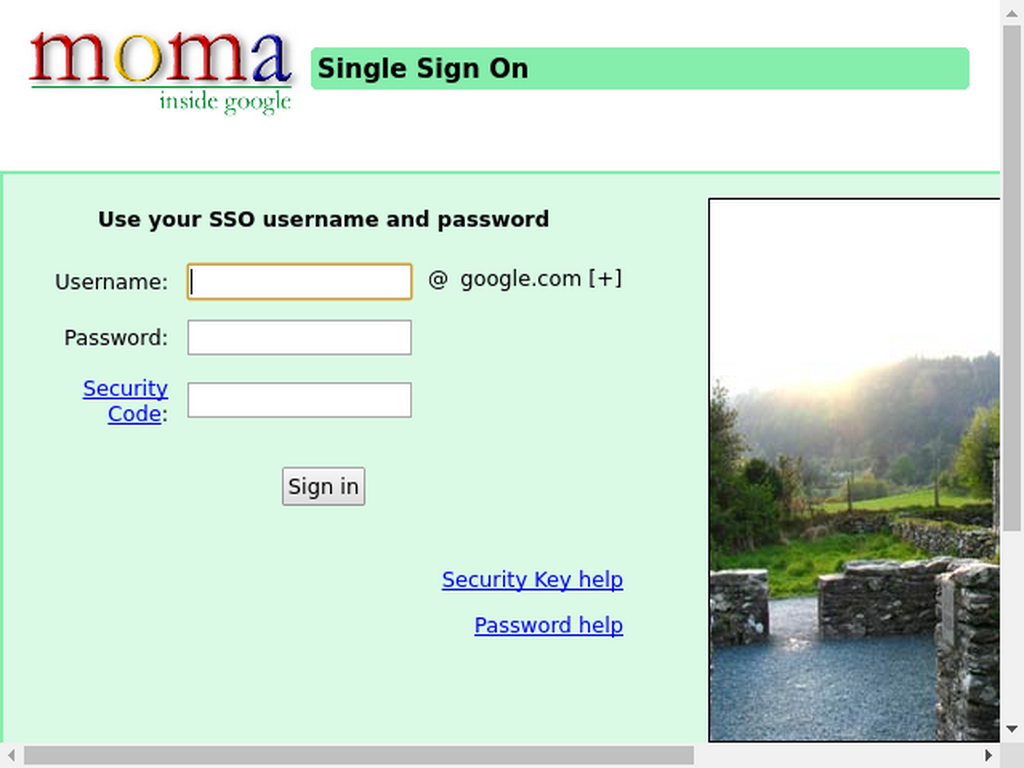 moma
inside google
Single Sign On
Use your SSO username and password
Username: @ google.com [+]
Password:
Security
Code:
Sign in
Security Key help
Password help